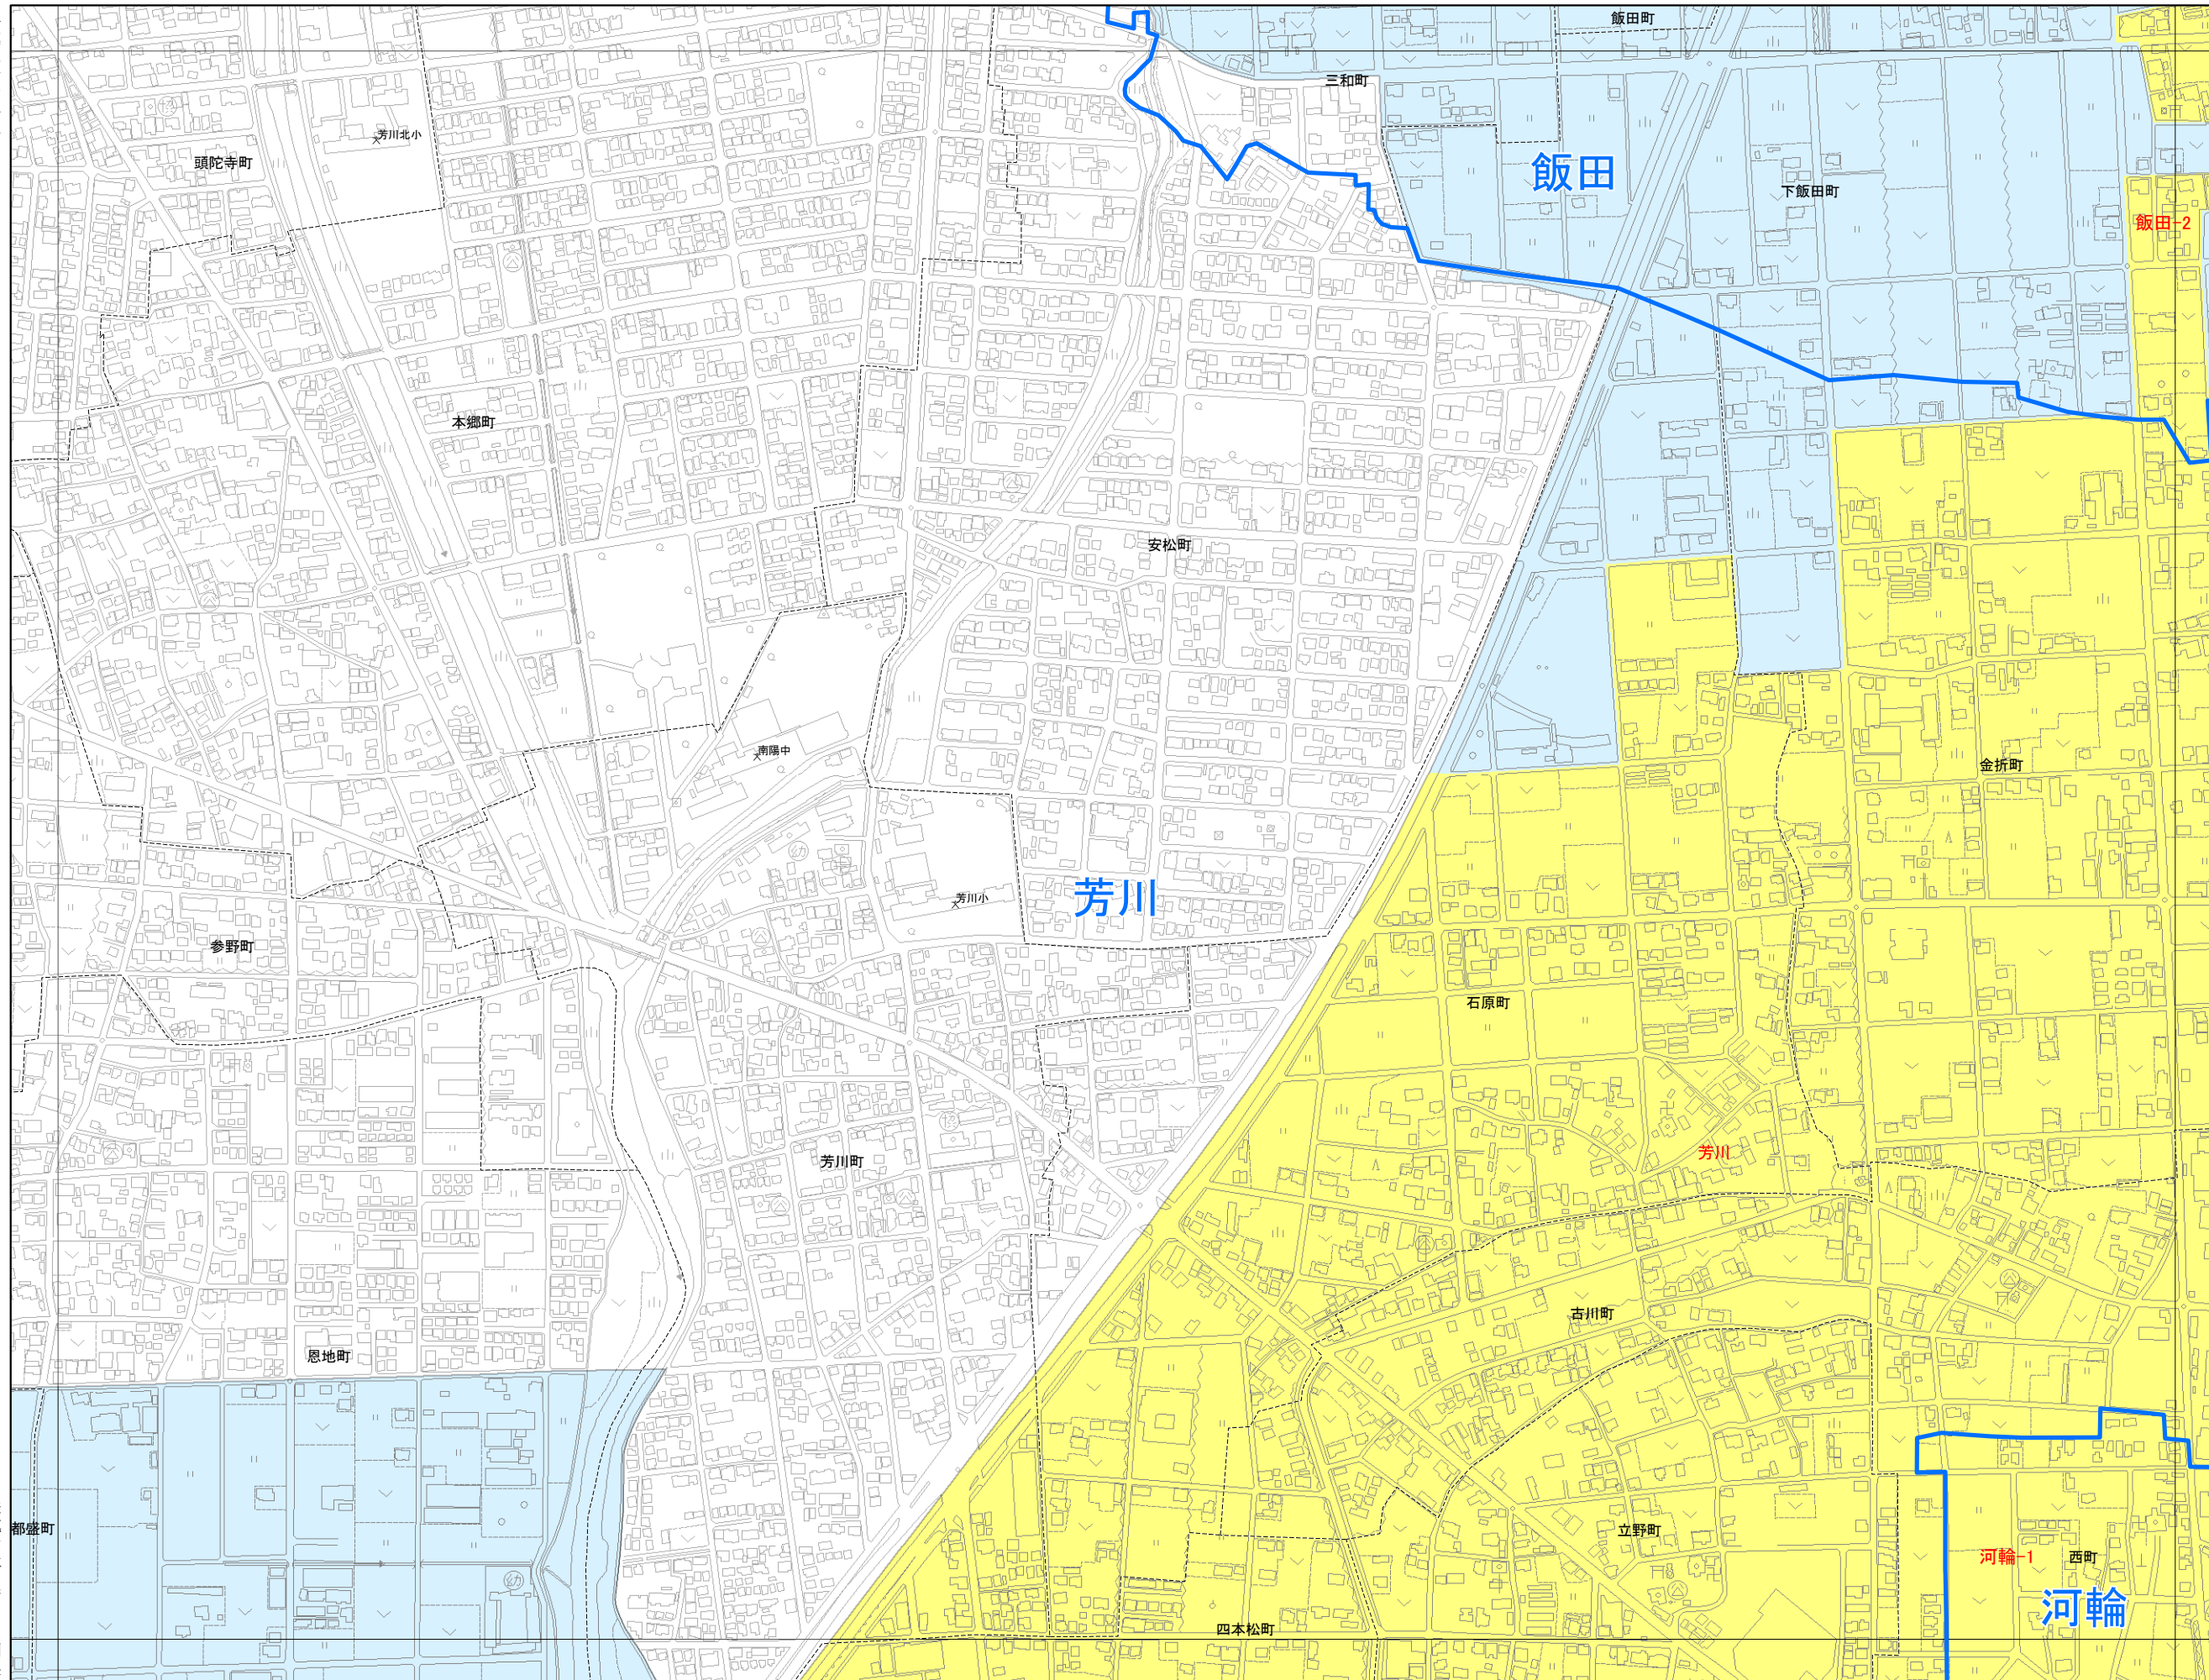 飯田町
三和町
芳川北小
頭陀寺町
飯田
下飯田町
飯田-2
本郷町
安松町
南陽中
金折町
幼
芳川
芳川小
参野町
石原町
芳川
芳川町
古川町
恩地町
都盛町
立野町
河輪-1
西町
幼
河輪
四本松町